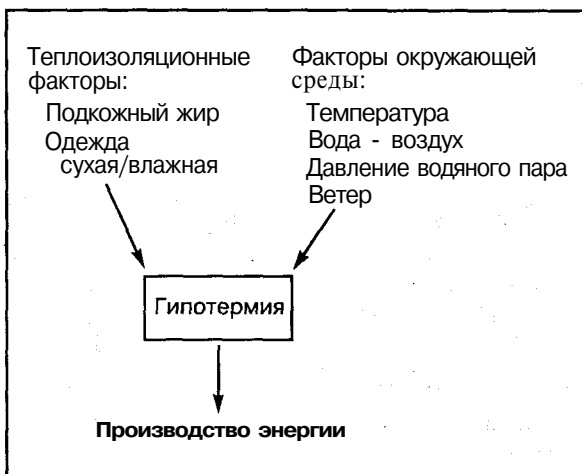 Теплоизоляционные
факторы:
Подкожный жир
Одежда
сухая/влажная
Факторы окружающей
среды:
Температура
Вода - воздух
Давление водяного пара
Ветер
Гипотермия
Производство энергии